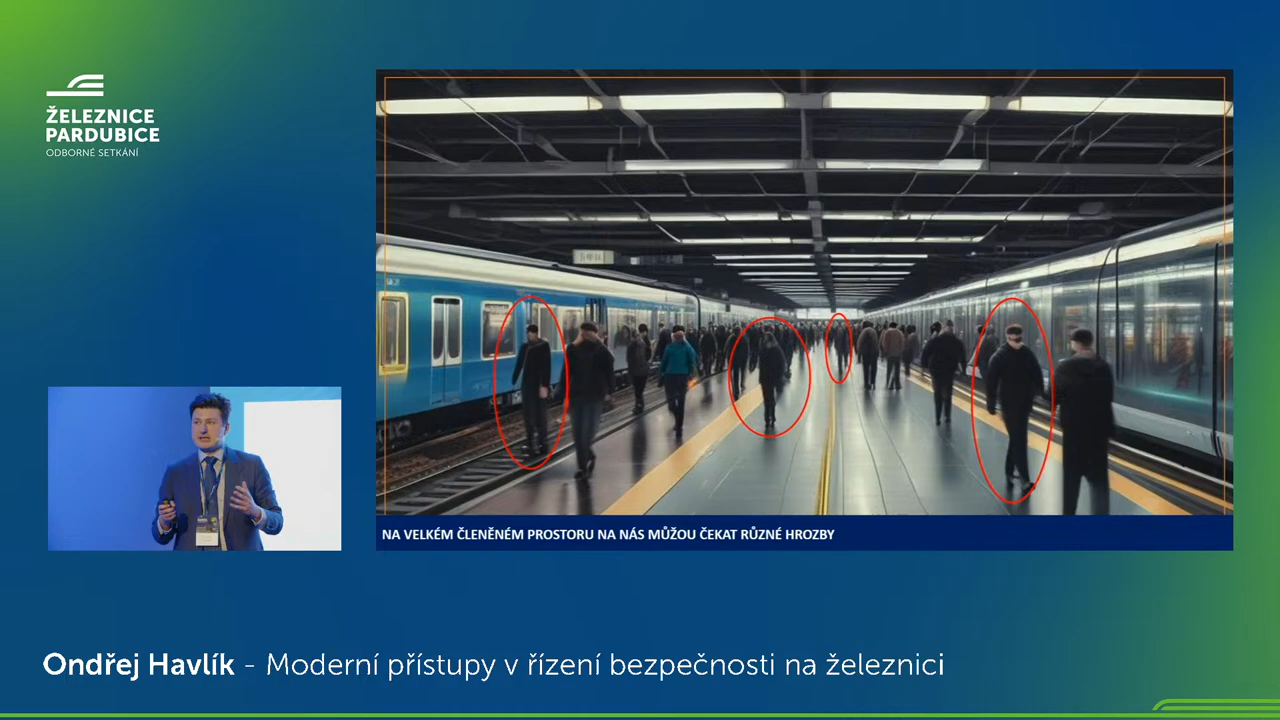 ŽELEZNICE
PARDUBICE
ODBORNÉ SETKÁNÍ
NA VELKÉM ČLENĚNÉM PROSTORU NA NÁS MŮŽOU ČEKAT RŮZNÉ HROZBY
Ondřej Havlík - Moderní přístupy v řízení bezpečnosti na železnici